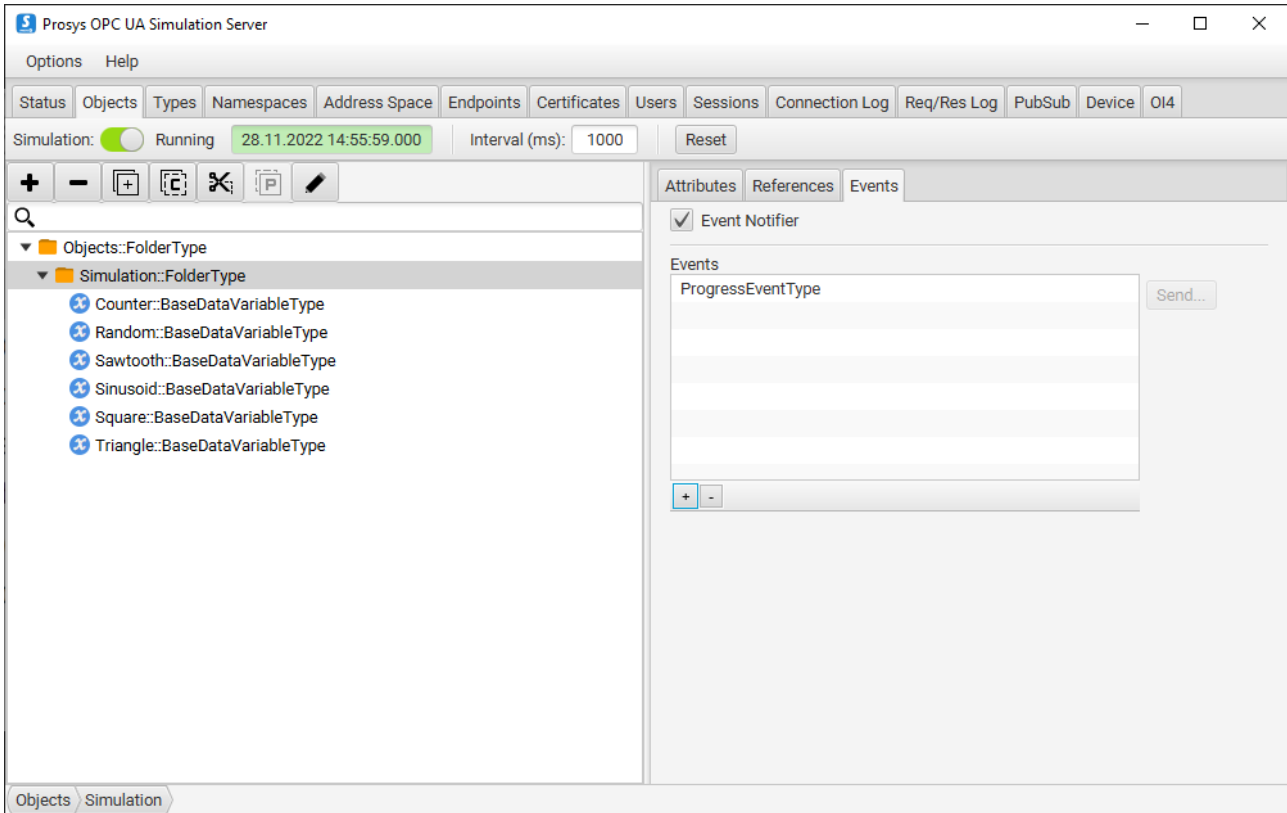 Prosys OPC UA Simulation Server
Options Help
Status Objects Types Namespaces Address Space Endpoints Certificates Users Sessions Connection Log Req/Res Log PubSub Device OI4
Simulation: Running 28.11.2022 14:55:59.000 Interval (ms): 1000 Reset
Attributes References Events
Event Notifier
Objects::FolderType
Simulation::FolderType
Counter::BaseDataVariableType
Random::BaseDataVariableType
Sawtooth::BaseDataVariableType
Sinusoid::BaseDataVariableType
Square::BaseDataVariableType
Triangle::BaseDataVariableType
Events
ProgressEventType
Send...
+ -
Objects Simulation